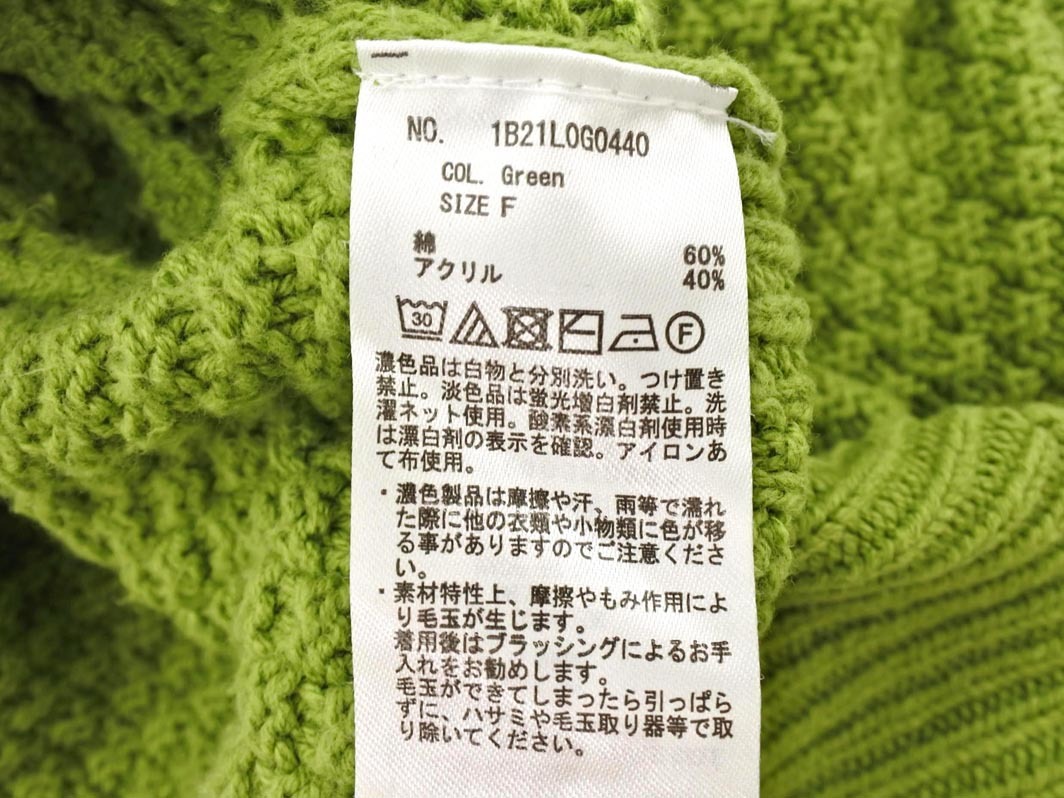 NO. 1B21L0G0440
COL. Green
SIZE F
綿 60%
アクリル 40%
30 F
濃色品は白物と分別洗い。つけ置き
禁止。淡色品は蛍光増白剤禁止。洗
濯ネット使用。酸素系漂白剤使用時
は漂白剤の表示を確認。アイロンあ
て布使用。
・濃色製品は摩擦や汗、雨等で濡れ
た際に他の衣類や小物類に色が移
る事がありますのでご注意くださ
い。
・素材特性上、摩擦やもみ作用によ
り毛玉が生じます。
着用後はブラッシングによるお手
入れをお勧めします。
毛玉ができてしまったら引っぱら
ずに、ハサミや毛玉取り器等で取
り除いてください。